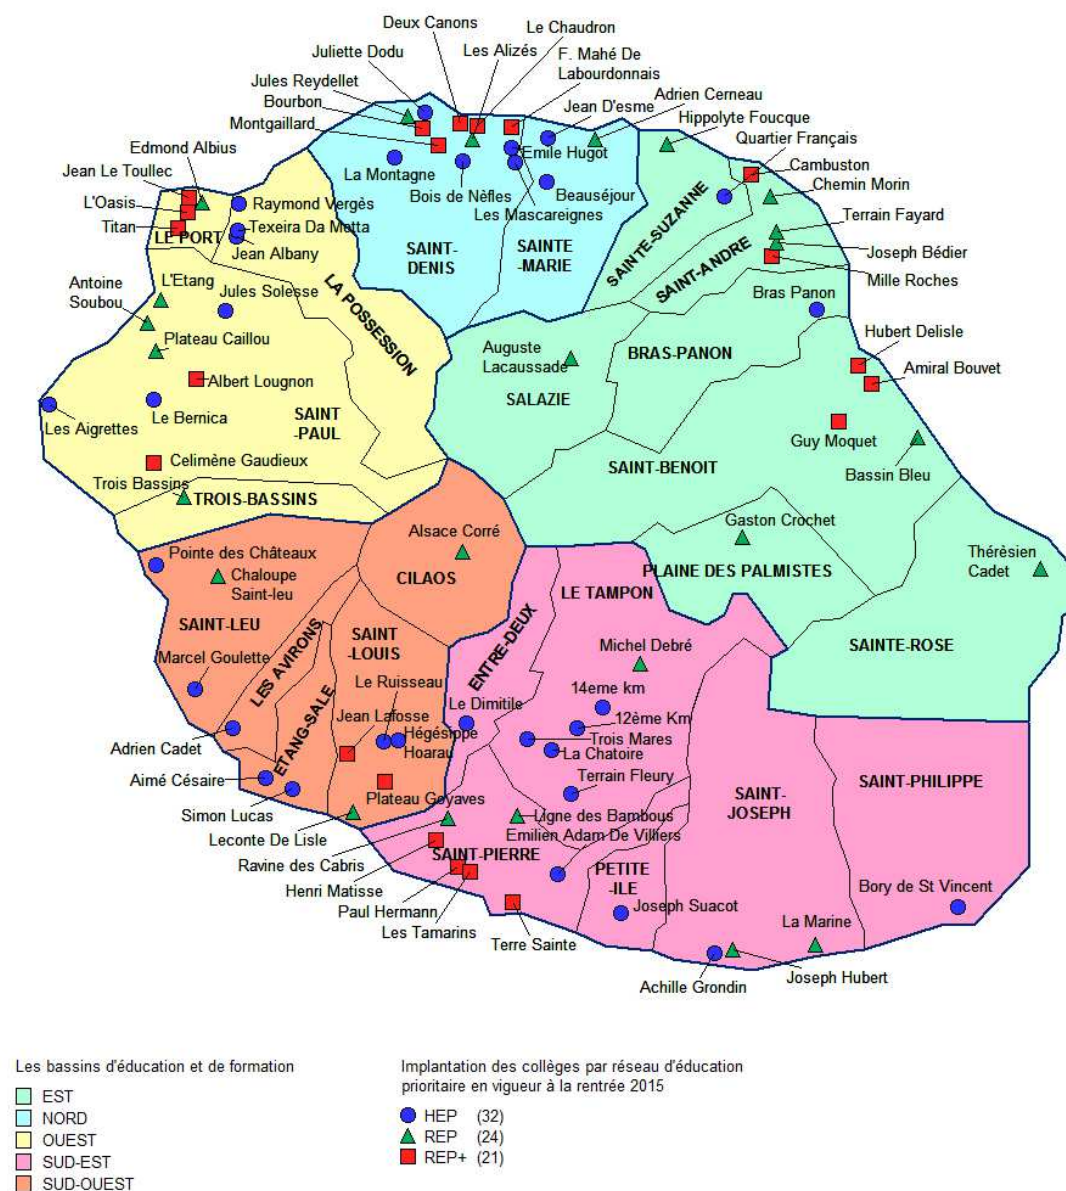 Deux Canons
Le Chaudron
Juliette Dodu
Les Alizés
F. Mahé De
Labourdonnais
Jules Reydellet
Bourbon
Jean D'esme
Adrien Cerneau
Montgaillard
Hippolyte Foucque
Quartier Français
Edmond Albius
Emile Hugot
Cambuston
Jean Le Toullec
La Montagne
Bois de Nèfles
Beauséjour
Chemin Morin
L'Oasis
Raymond Vergès
Les Mascareignes
Titan
Texeira Da Motta
Terrain Fayard
LE PORT
Jean Albany
SAINT-
DENIS
SAINTE
-MARIE
SAINTE-SUZANNE
SAINT-ANDRE
Joseph Bédier
Mille Roches
Antoine
Soubou
L'Etang
Jules Solesse
LA POSSESSION
Bras Panon
Hubert Delisle
Plateau Caillou
Auguste
Lacaussade
BRAS-PANON
Amiral Bouvet
Albert Lougnon
SALAZIE
Les Aigrettes
Le Bernica
SAINT
-PAUL
Guy Moquet
Celimène Gaudieux
SAINT-BENOIT
Bassin Bleu
Trois Bassins
TROIS-BASSINS
Gaston Crochet
Alsace Corré
Pointe des Châteaux
Thérèsien
Cadet
Chaloupe
Saint-leu
CILAOS
PLAINE DES PALMISTES
LE TAMPON
SAINT-LEU
LES AVIRONS
SAINT
-LOUIS
ENTRE-DEUX
Michel Debré
SAINTE-ROSE
Marcel Goulette
Le Ruisseau
14eme km
Le Dimitile
Jean Lafosse
12ème Km
Adrien Cadet
ETANG-SALE
Hégésippe
Hoarau
Trois Mares
La Chatoire
Aimé Césaire
Terrain Fleury
SAINT-PHILIPPE
SAINT-
JOSEPH
Simon Lucas
Plateau Goyaves
Ligne des Bambous
Leconte De Lisle
Emilien Adam De Villiers
Ravine des Cabris
SAINT-PIERRE
PETITE
-ILE
Henri Matisse
Bory de St Vincent
Paul Hermann
Joseph Suacot
La Marine
Les Tamarins
Terre Sainte
Joseph Hubert
Achille Grondin
Les bassins d'éducation et de formation
EST
NORD
OUEST
SUD-EST
SUD-OUEST
Implantation des collèges par réseau d'éducation
prioritaire en vigueur à la rentrée 2015
HEP (32)
REP (24)
REP+ (21)